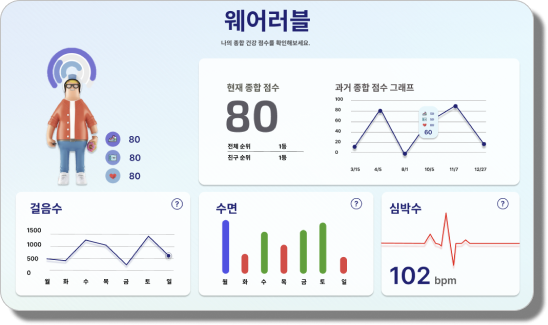 웨어러블
나의 종합 건강 점수를 확인해보세요.
80
80
80
현재 종합 점수
80
전체 순위 1등
친구 순위 1등
과거 종합 점수 그래프
100
80
60
40
20
0
60
3/15 4/5 8/1 10/5 11/7 12/27
걸음수 ?
1500
1000
500
0
월 화 수 목 금 토 일
수면 ?
월 화 수 목 금 토 일
심박수 ?
102 bpm